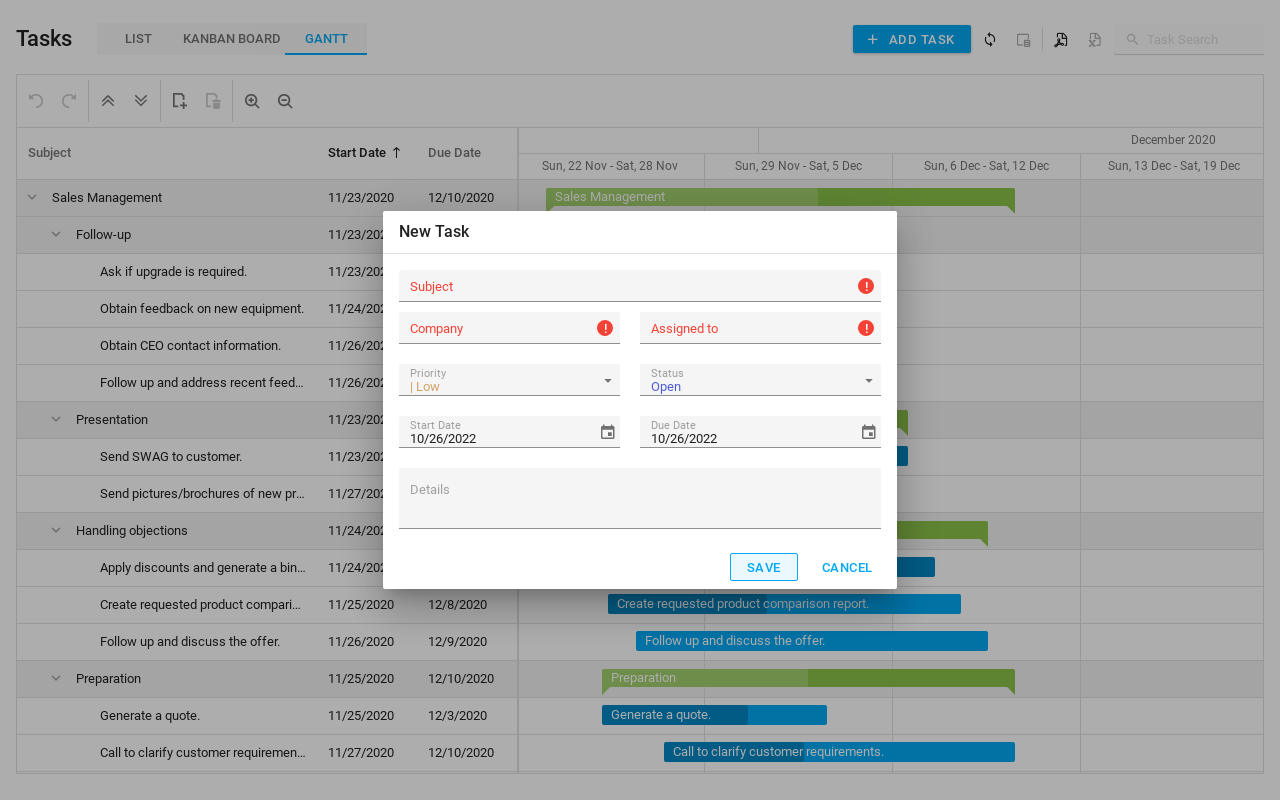 Tasks
LIST
KANBAN BOARD
GANTT
ADD TASK
Task Search
Subject
Start Date
Due Date
December 2020
Sun, 22 Nov - Sat, 28 Nov
Sun, 29 Nov - Sat, 5 Dec
Sun, 6 Dec - Sat, 12 Dec
Sun, 13 Dec - Sat, 19 Dec
Sales Management 11/23/2020 12/10/2020 Sales Management
Follow-up 11/23/202
Ask if upgrade is required. 11/23/202
Obtain feedback on new equipment. 11/24/202
Obtain CEO contact information. 11/26/202
Follow up and address recent feed... 11/26/202
Presentation 11/23/202
Send SWAG to customer. 11/23/202
Send pictures/brochures of new pr... 11/27/202
Handling objections 11/24/202
Apply discounts and generate a bin... 11/24/202
Create requested product compari... 11/25/2020 12/8/2020 Create requested product comparison report.
Follow up and discuss the offer. 11/26/2020 12/9/2020 Follow up and discuss the offer.
Preparation 11/25/2020 12/10/2020 Preparation
Generate a quote. 11/25/2020 12/3/2020 Generate a quote.
Call to clarify customer requiremen... 11/27/2020 12/10/2020 Call to clarify customer requirements.
New Task
Subject
Company
Assigned to
Priority
| Low
Status
Open
Start Date
10/26/2022
Due Date
10/26/2022
Details
SAVE
CANCEL